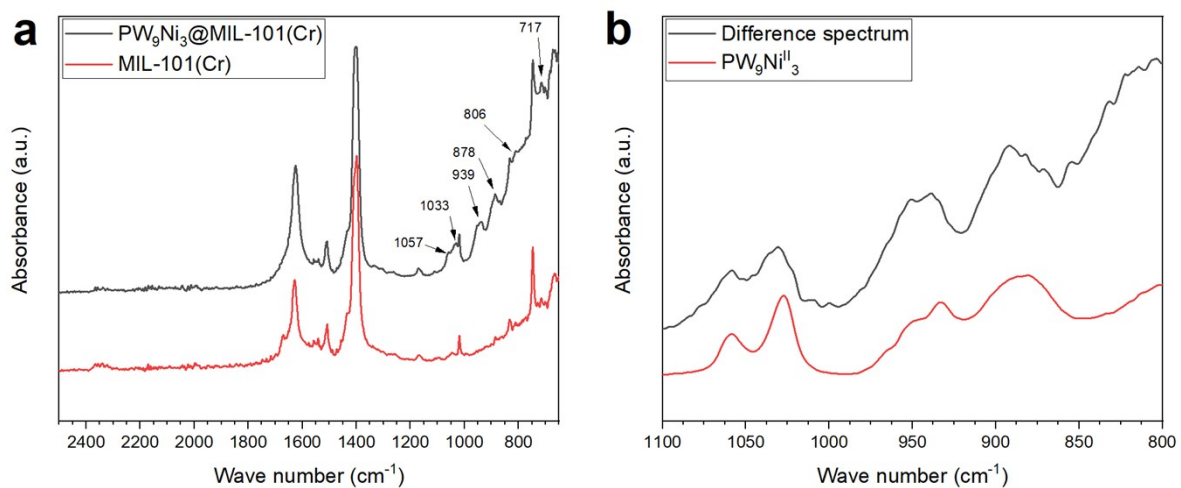 a
PW₉Ni₃@MIL-101(Cr)
MIL-101(Cr)
717
806
878
939
1033
1057
Absorbance (a.u.)
2400 2200 2000 1800 1600 1400 1200 1000 800
Wave number (cm⁻¹)
b
Difference spectrum
PW₉Niᴵᴵ₃
Absorbance (a.u.)
1100 1050 1000 950 900 850 800
Wave number (cm⁻¹)